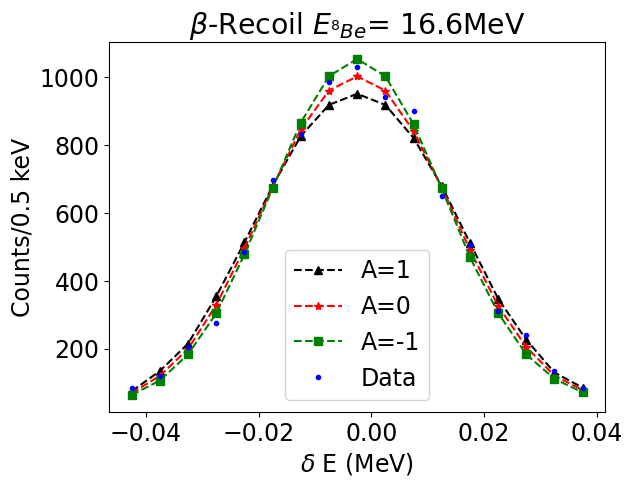 β-Recoil E⁸Be= 16.6MeV
Counts/0.5 keV
1000
800
600
400
200
A=1
A=0
A=-1
Data
−0.04 −0.02 0.00 0.02 0.04
δ E (MeV)